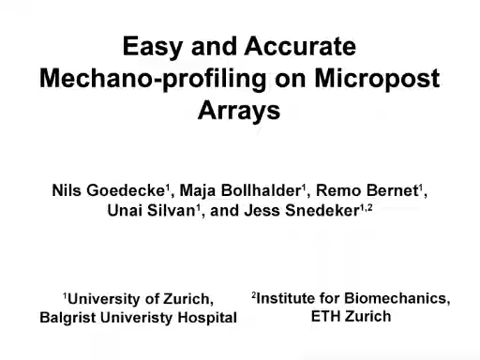 Easy and Accurate
Mechano-profiling on Micropost
Arrays
Nils Goedecke¹, Maja Bollhalder¹, Remo Bernet¹,
Unai Silvan¹, and Jess Snedeker¹,²
¹University of Zurich,
Balgrist Univeristy Hospital
²Institute for Biomechanics,
ETH Zurich